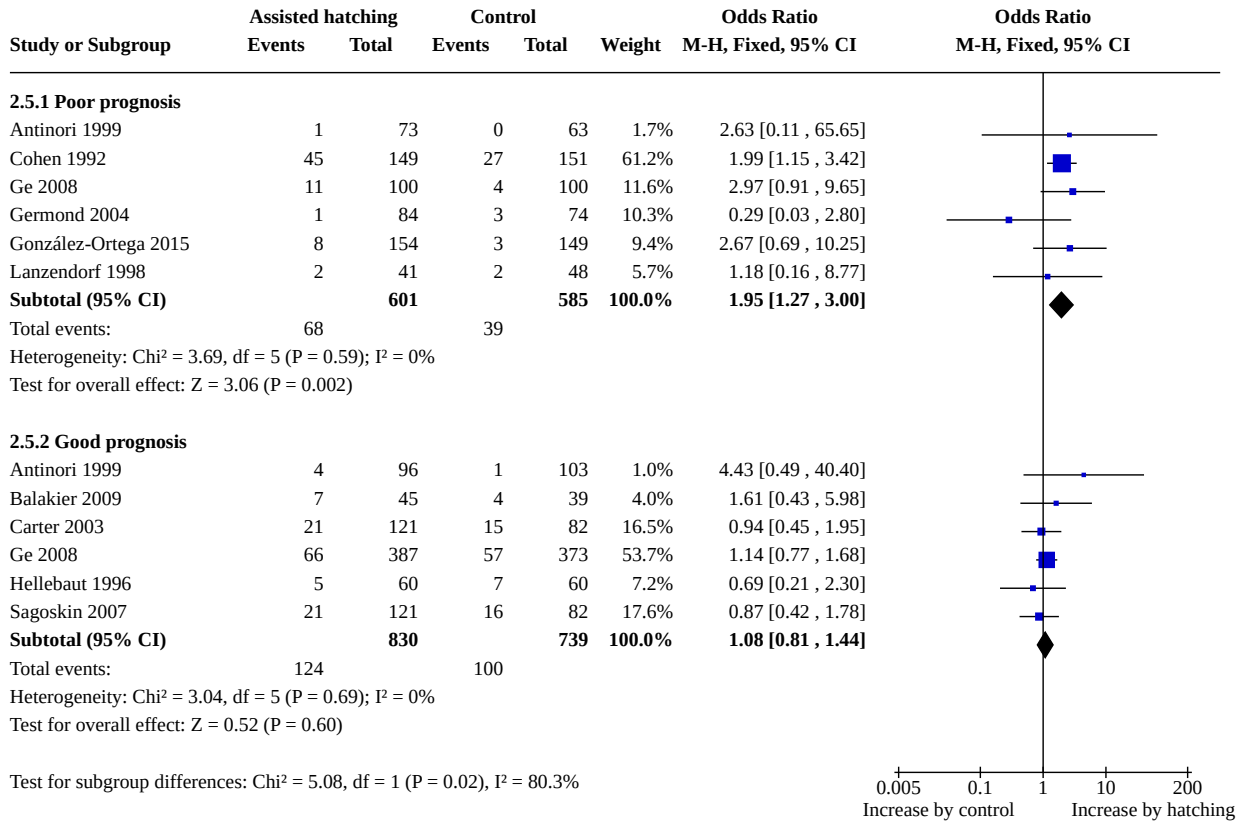 Assisted hatching Control Odds Ratio Odds Ratio
Study or Subgroup Events Total Events Total Weight M-H, Fixed, 95% CI M-H, Fixed, 95% CI
2.5.1 Poor prognosis
Antinori 1999 1 73 0 63 1.7% 2.63 [0.11 , 65.65]
Cohen 1992 45 149 27 151 61.2% 1.99 [1.15 , 3.42]
Ge 2008 11 100 4 100 11.6% 2.97 [0.91 , 9.65]
Germond 2004 1 84 3 74 10.3% 0.29 [0.03 , 2.80]
González-Ortega 2015 8 154 3 149 9.4% 2.67 [0.69 , 10.25]
Lanzendorf 1998 2 41 2 48 5.7% 1.18 [0.16 , 8.77]
Subtotal (95% CI) 601 585 100.0% 1.95 [1.27 , 3.00]
Total events: 68 39
Heterogeneity: Chi² = 3.69, df = 5 (P = 0.59); I² = 0%
Test for overall effect: Z = 3.06 (P = 0.002)
2.5.2 Good prognosis
Antinori 1999 4 96 1 103 1.0% 4.43 [0.49 , 40.40]
Balakier 2009 7 45 4 39 4.0% 1.61 [0.43 , 5.98]
Carter 2003 21 121 15 82 16.5% 0.94 [0.45 , 1.95]
Ge 2008 66 387 57 373 53.7% 1.14 [0.77 , 1.68]
Hellebaut 1996 5 60 7 60 7.2% 0.69 [0.21 , 2.30]
Sagoskin 2007 21 121 16 82 17.6% 0.87 [0.42 , 1.78]
Subtotal (95% CI) 830 739 100.0% 1.08 [0.81 , 1.44]
Total events: 124 100
Heterogeneity: Chi² = 3.04, df = 5 (P = 0.69); I² = 0%
Test for overall effect: Z = 0.52 (P = 0.60)
Test for subgroup differences: Chi² = 5.08, df = 1 (P = 0.02), I² = 80.3%
0.005 0.1 1 10 200
Increase by control Increase by hatching